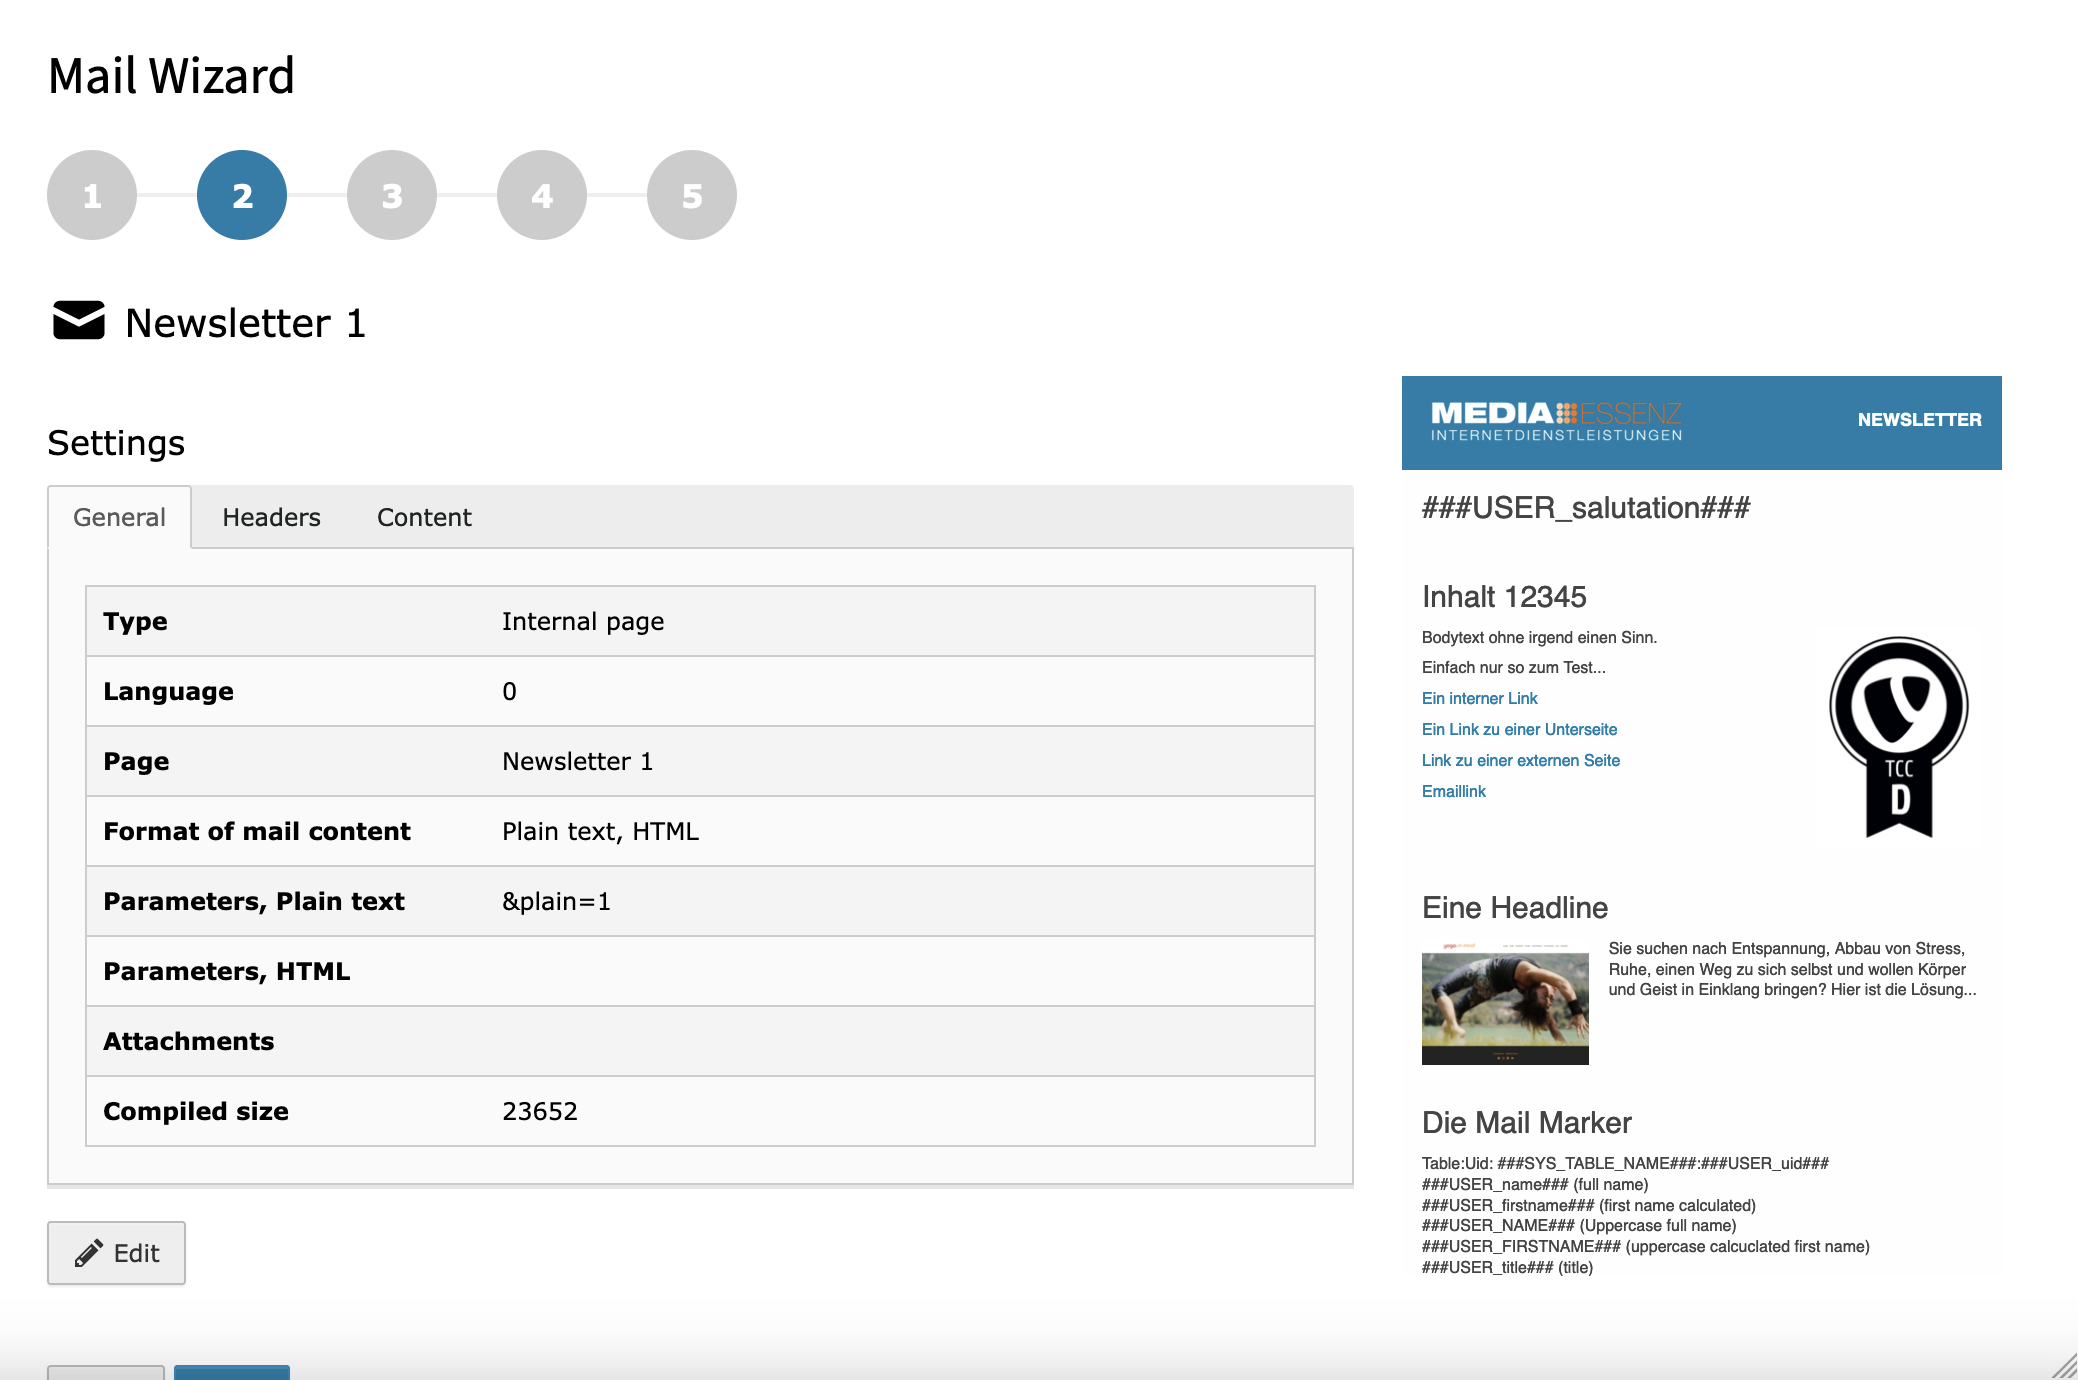 Mail Wizard
1 2 3 4 5
Newsletter 1
Settings
General Headers Content
Type Internal page
Language 0
Page Newsletter 1
Format of mail content Plain text, HTML
Parameters, Plain text &plain=1
Parameters, HTML
Attachments
Compiled size 23652
Edit
MEDIA ESSENZ
INTERNETDIENSTLEISTUNGEN
NEWSLETTER
###USER_salutation###
Inhalt 12345
Bodytext ohne irgend einen Sinn.
Einfach nur so zum Test...
Ein interner Link
Ein Link zu einer Unterseite
Link zu einer externen Seite
Emaillink
TCC
D
Eine Headline
Sie suchen nach Entspannung, Abbau von Stress,
Ruhe, einen Weg zu sich selbst und wollen Körper
und Geist in Einklang bringen? Hier ist die Lösung...
Die Mail Marker
Table:Uid: ###SYS_TABLE_NAME###:###USER_uid###
###USER_name### (full name)
###USER_firstname### (first name calculated)
###USER_NAME### (Uppercase full name)
###USER_FIRSTNAME### (uppercase calcuclated first name)
###USER_title### (title)